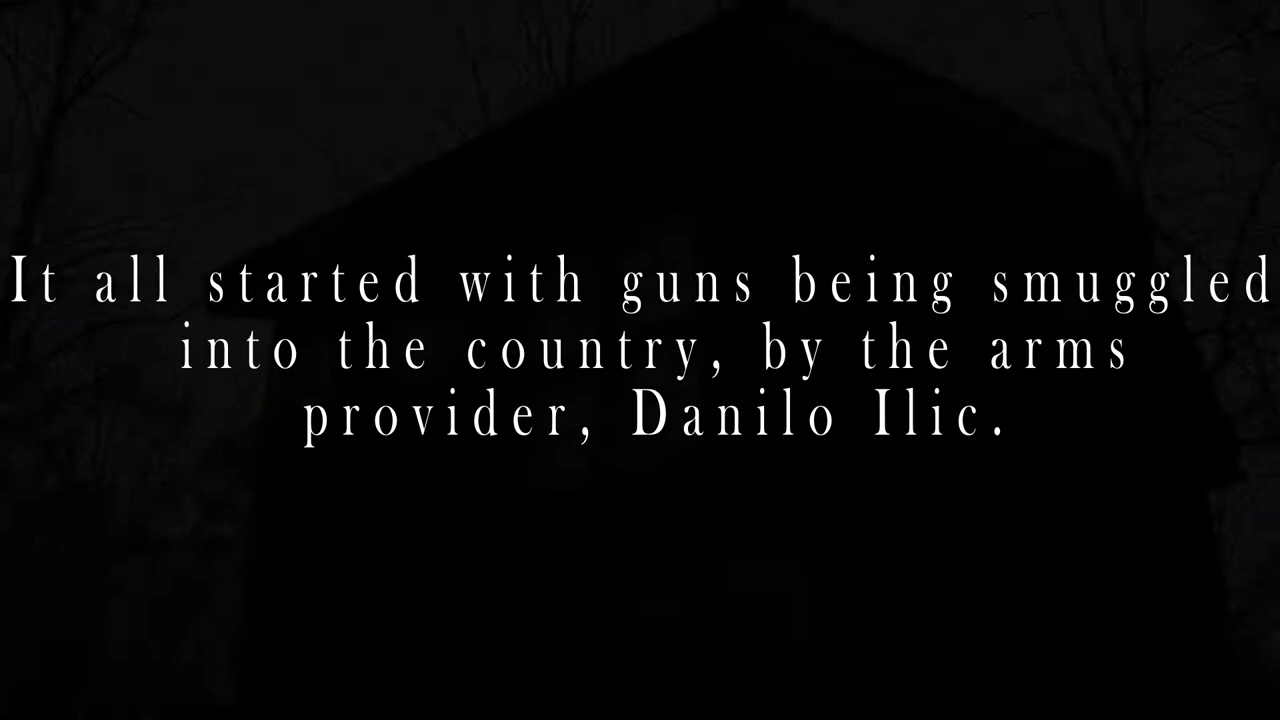 It all started with guns being smuggled
into the country, by the arms
provider, Danilo Ilic.